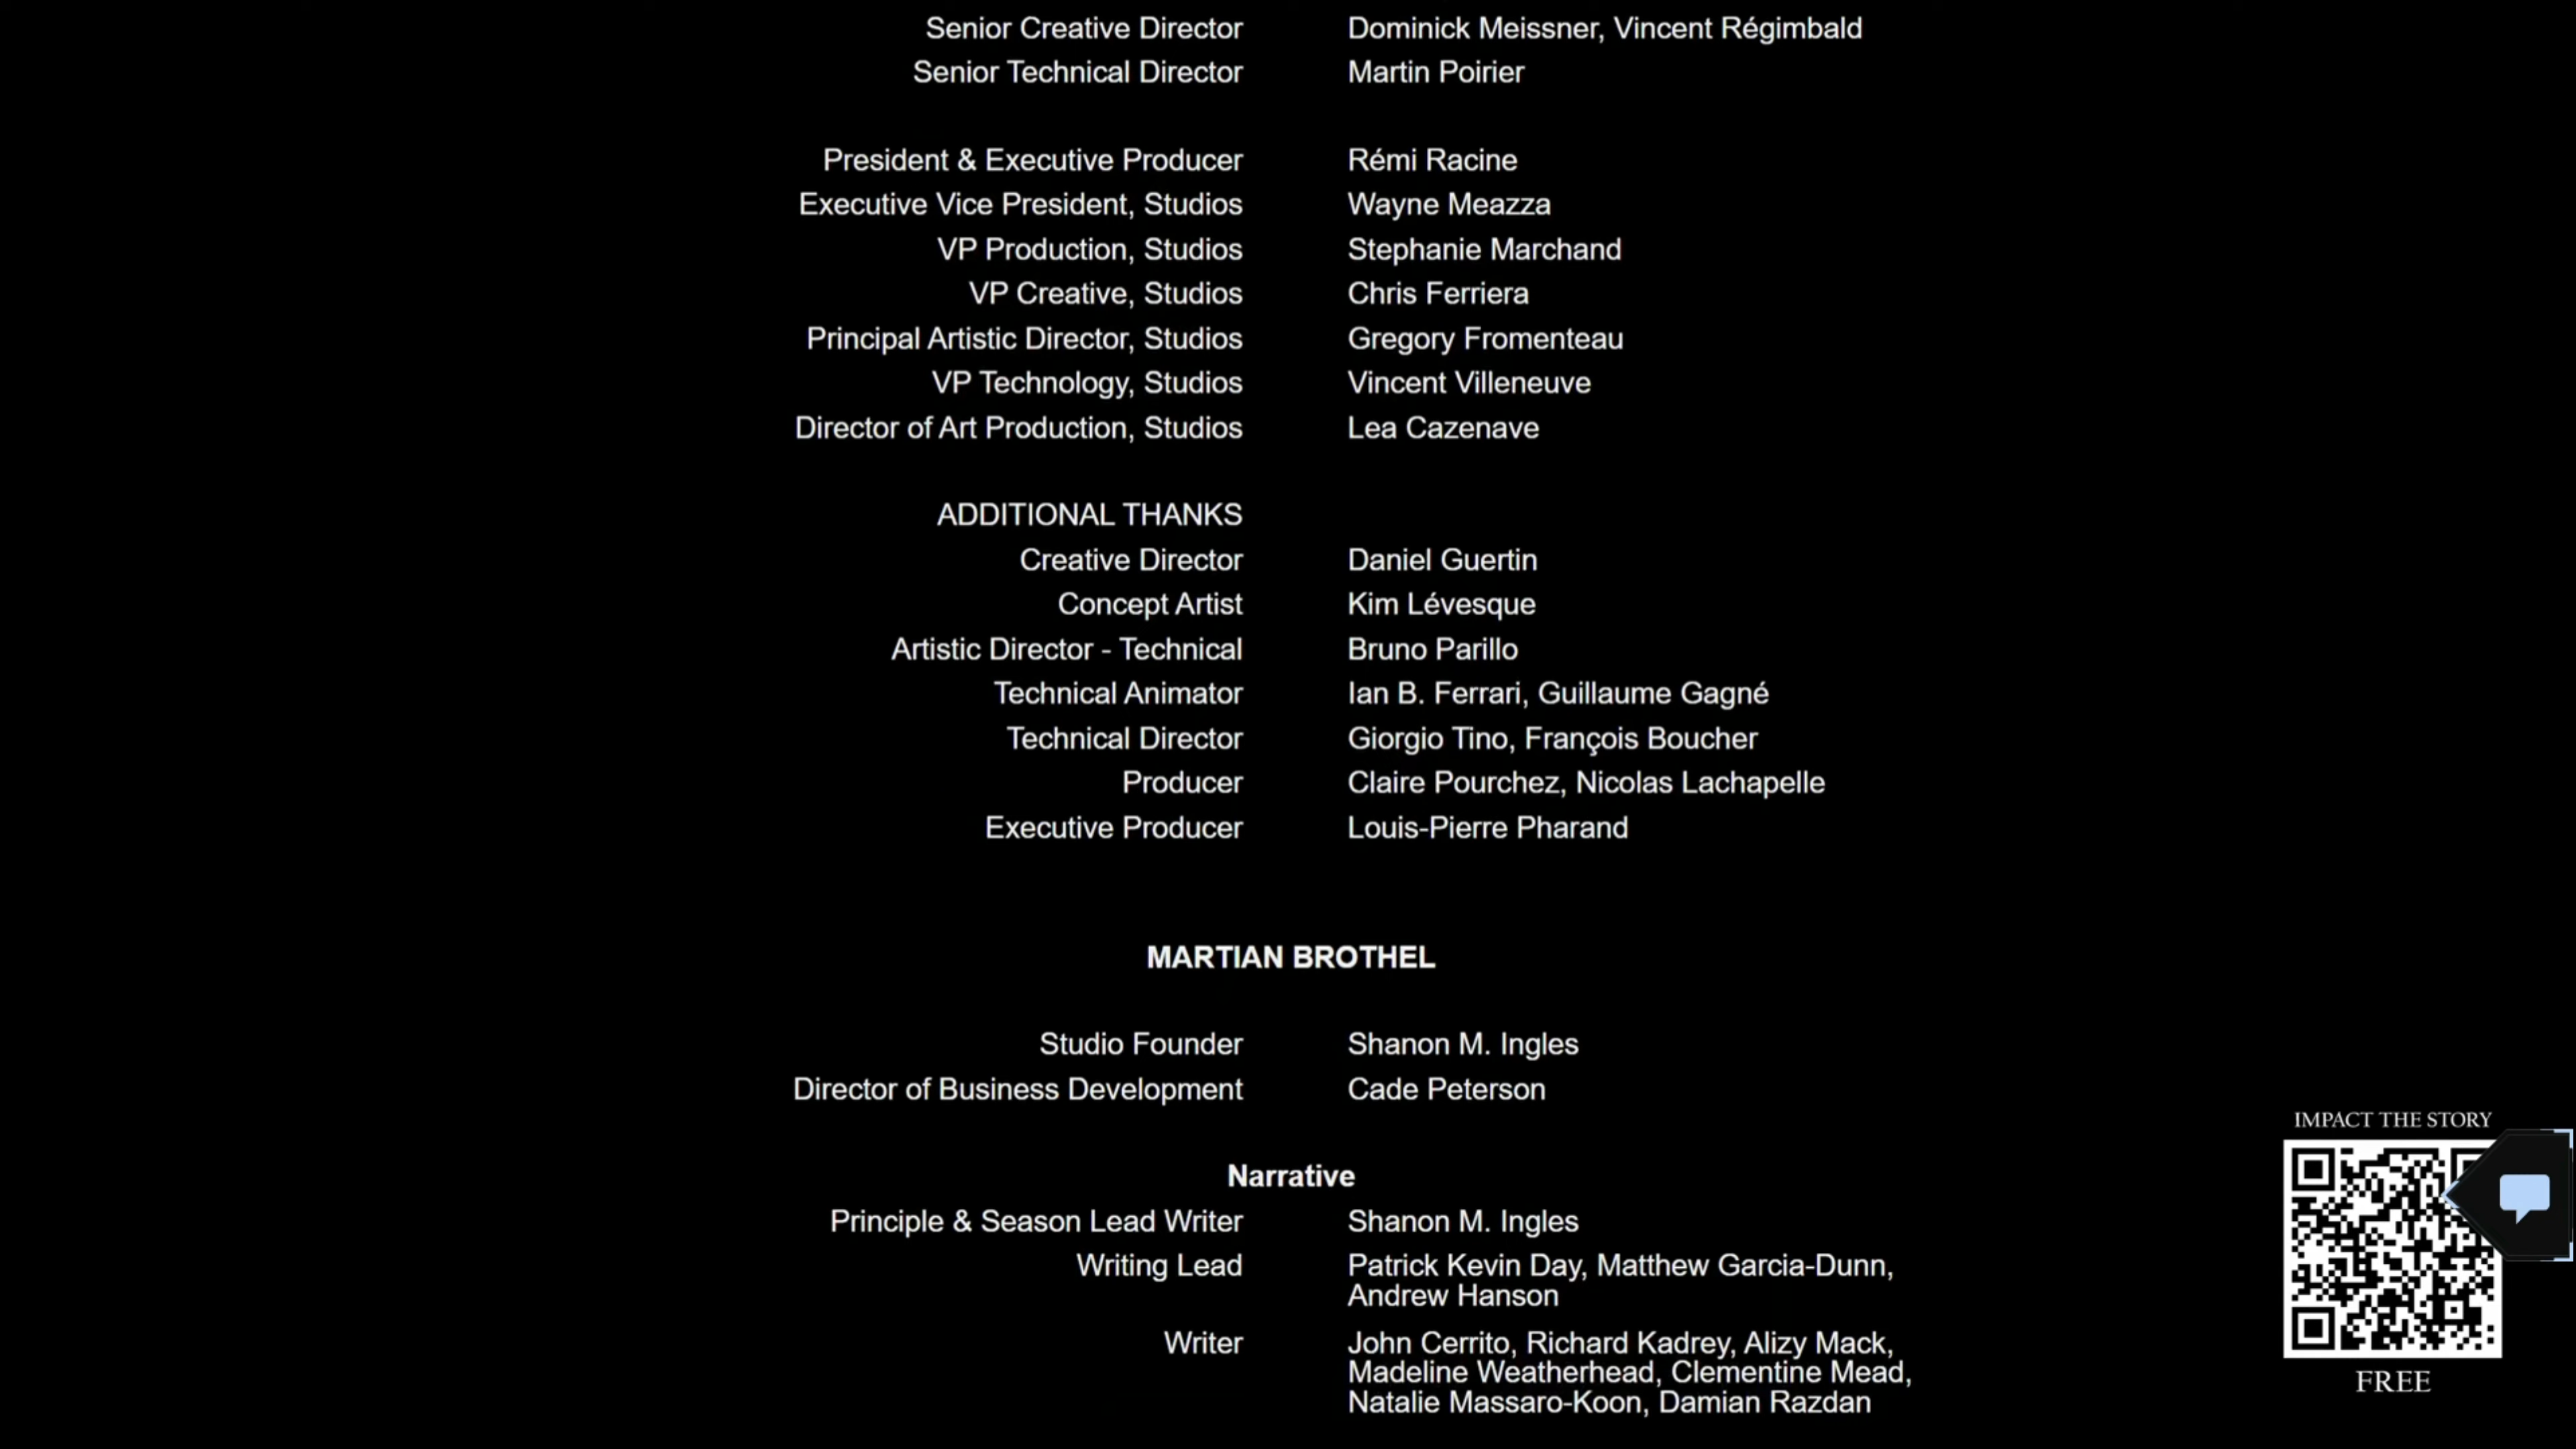 Senior Creative Director Dominick Meissner, Vincent Régimbald
Senior Technical Director Martin Poirier
President & Executive Producer Rémi Racine
Executive Vice President, Studios Wayne Meazza
VP Production, Studios Stephanie Marchand
VP Creative, Studios Chris Ferriera
Principal Artistic Director, Studios Gregory Fromenteau
VP Technology, Studios Vincent Villeneuve
Director of Art Production, Studios Lea Cazenave
ADDITIONAL THANKS
Creative Director Daniel Guertin
Concept Artist Kim Lévesque
Artistic Director - Technical Bruno Parillo
Technical Animator Ian B. Ferrari, Guillaume Gagné
Technical Director Giorgio Tino, François Boucher
Producer Claire Pourchez, Nicolas Lachapelle
Executive Producer Louis-Pierre Pharand
MARTIAN BROTHEL
Studio Founder Shanon M. Ingles
Director of Business Development Cade Peterson
Narrative
Principle & Season Lead Writer Shanon M. Ingles
Writing Lead Patrick Kevin Day, Matthew Garcia-Dunn,
Andrew Hanson
Writer John Cerrito, Richard Kadrey, Alizy Mack,
Madeline Weatherhead, Clementine Mead,
Natalie Massaro-Koon, Damian Razdan
IMPACT THE STORY
FREE